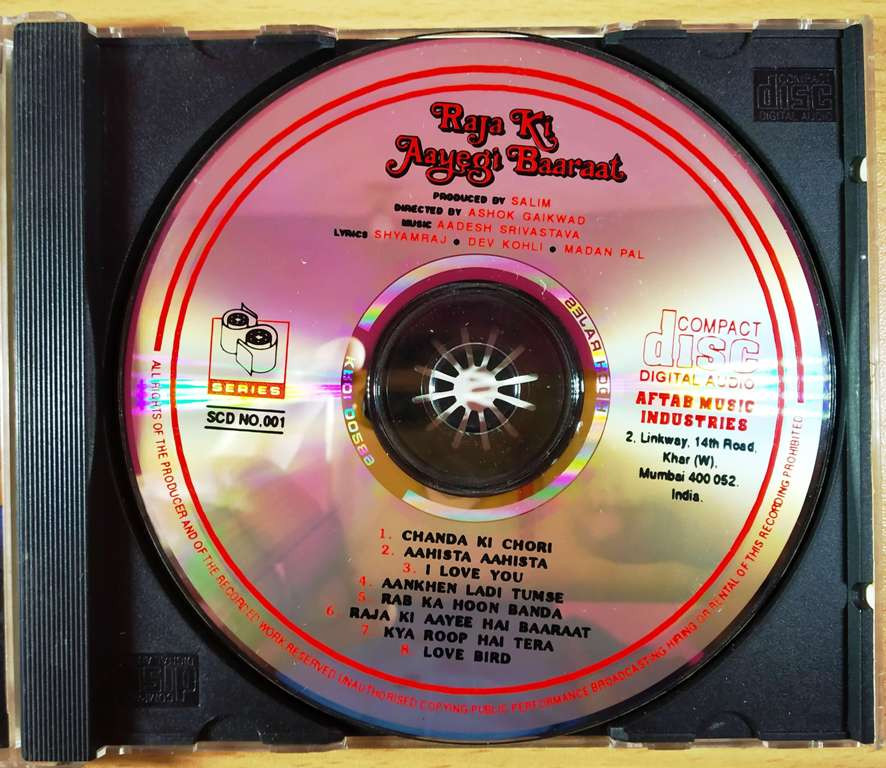 Raja Ki
Aayegi Baaraat
PRODUCED BY SALIM
DIRECTED BY ASHOK GAIKWAD
MUSIC AADESH SRIVASTAVA
LYRICS SHYAMRAJ • DEV KOHLI • MADAN PAL
SERIES
SCD NO.001
COMPACT
disc
DIGITAL AUDIO
AFTAB MUSIC
INDUSTRIES
2, Linkway, 14th Road,
Khar (W),
Mumbai 400 052.
India.
1. CHANDA KI CHORI
2. AAHISTA AAHISTA
3. I LOVE YOU
4. AANKHEN LADI TUMSE
5. RAB KA HOON BANDA
6. RAJA KI AAYEE HAI BAARAAT
7. KYA ROOP HAI TERA
8. LOVE BIRD
ALL RIGHTS OF THE PRODUCER AND OF THE RECORDED WORK RESERVED UNAUTHORISED COPYING PUBLIC PERFORMANCE BROADCASTING HIRING OR RENTAL OF THIS RECORDING PROHIBITED
COMPACT
disc
DIGITAL AUDIO
COMPACT
disc
DIGITAL AUDIO